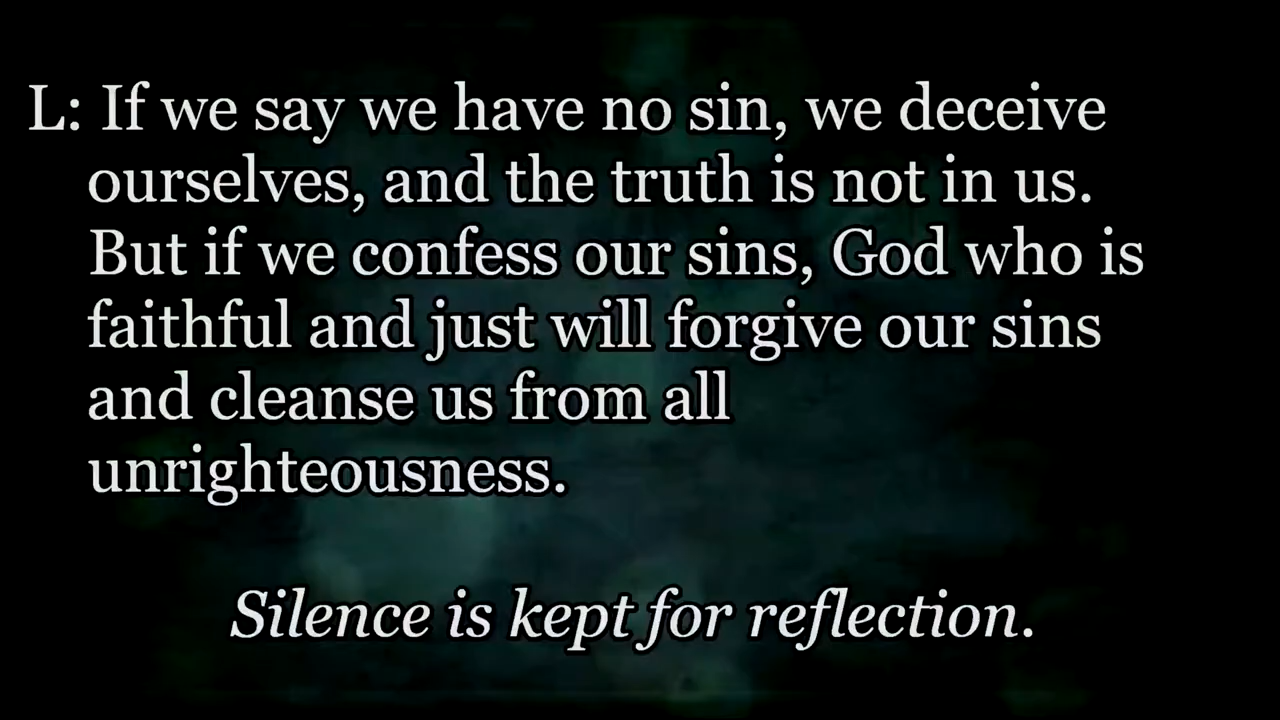 L: If we say we have no sin, we deceive
ourselves, and the truth is not in us.
But if we confess our sins, God who is
faithful and just will forgive our sins
and cleanse us from all
unrighteousness.
Silence is kept for reflection.